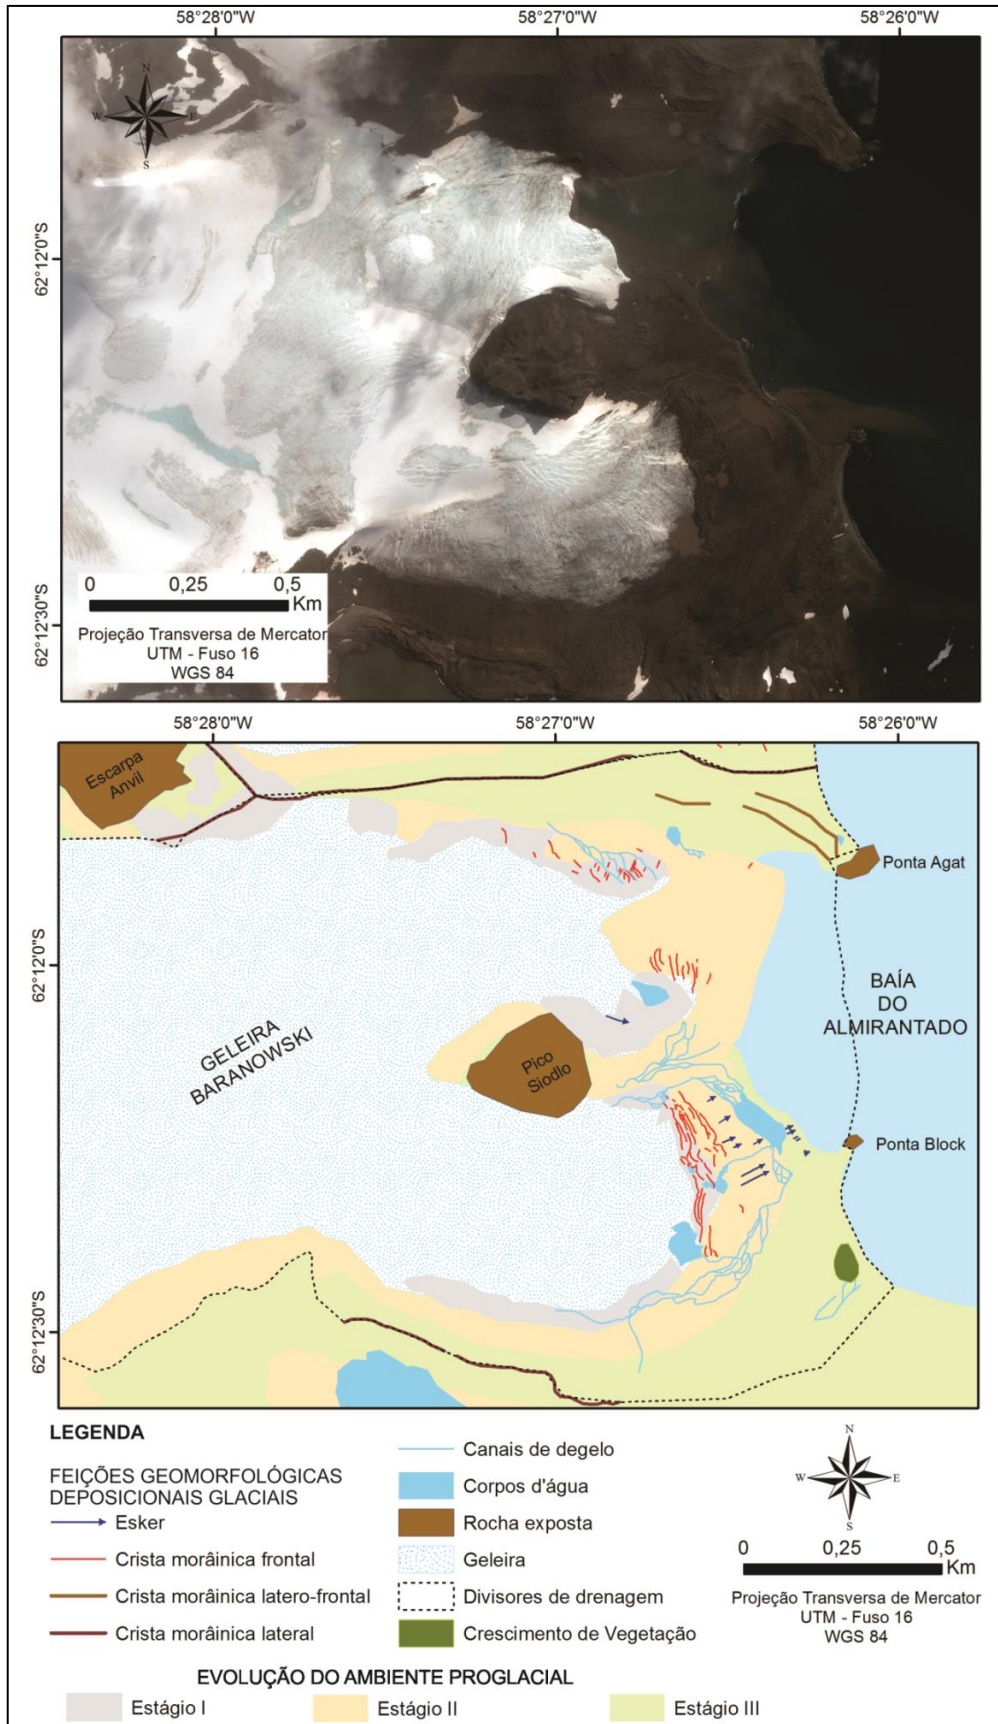 58°28'0"W
58°27'0"W
58°26'0"W
N
W
E
S
62°12'0"S
62°12'30"S
0
0,25
0,5
Km
Projeção Transversa de Mercator
UTM - Fuso 16
WGS 84
58°28'0"W
58°27'0"W
58°26'0"W
Escarpa
Anvil
Ponta Agat
62°12'0"S
BAÍA
DO
ALMIRANTADO
GELEIRA
BARANOWSKI
Pico
Siodlo
Ponta Block
62°12'30"S
LEGENDA
FEIÇÕES GEOMORFOLÓGICAS
DEPOSICIONAIS GLACIAIS
Esker
Crista morâinica frontal
Crista morâinica latero-frontal
Crista morâinica lateral
Canais de degelo
Corpos d'água
Rocha exposta
Geleira
Divisores de drenagem
Crescimento de Vegetação
N
W
E
S
0
0,25
0,5
Km
Projeção Transversa de Mercator
UTM - Fuso 16
WGS 84
EVOLUÇÃO DO AMBIENTE PROGLACIAL
Estágio I
Estágio II
Estágio III